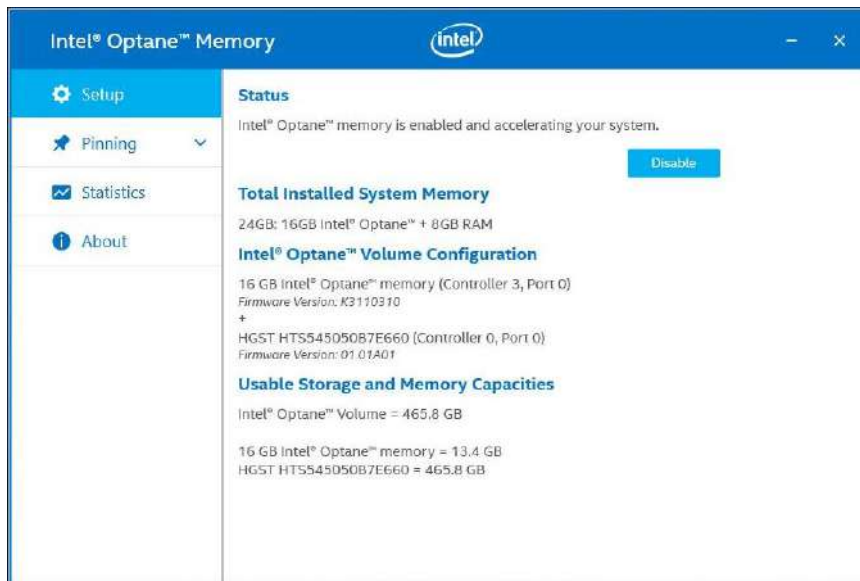 Intel® Optane™ Memory
intel
Setup
Pinning
Statistics
About
Status
Intel® Optane™ memory is enabled and accelerating your system.
Disable
Total Installed System Memory
24GB: 16GB Intel® Optane™ + 8GB RAM
Intel® Optane™ Volume Configuration
16 GB Intel® Optane™ memory (Controller 3, Port 0)
Firmware Version: K3110310
+
HGST HTS545050B7E660 (Controller 0, Port 0)
Firmware Version: 01.01A01
Usable Storage and Memory Capacities
Intel® Optane™ Volume = 465.8 GB
16 GB Intel® Optane™ memory = 13.4 GB
HGST HTS545050B7E660 = 465.8 GB